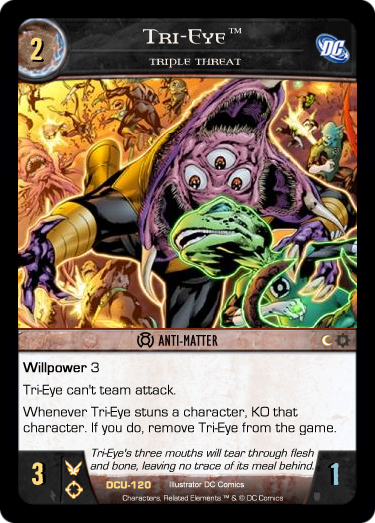 2
Tri-Eye™
TRIPLE THREAT
DC
ANTI-MATTER
Willpower 3
Tri-Eye can't team attack.
Whenever Tri-Eye stuns a character, KO that
character. If you do, remove Tri-Eye from the game.
Tri-Eye's three mouths will tear through flesh
and bone, leaving no trace of its meal behind.
3
1
DCU-120 Illustrator DC Comics
Characters, Related Elements ™ & © DC Comics